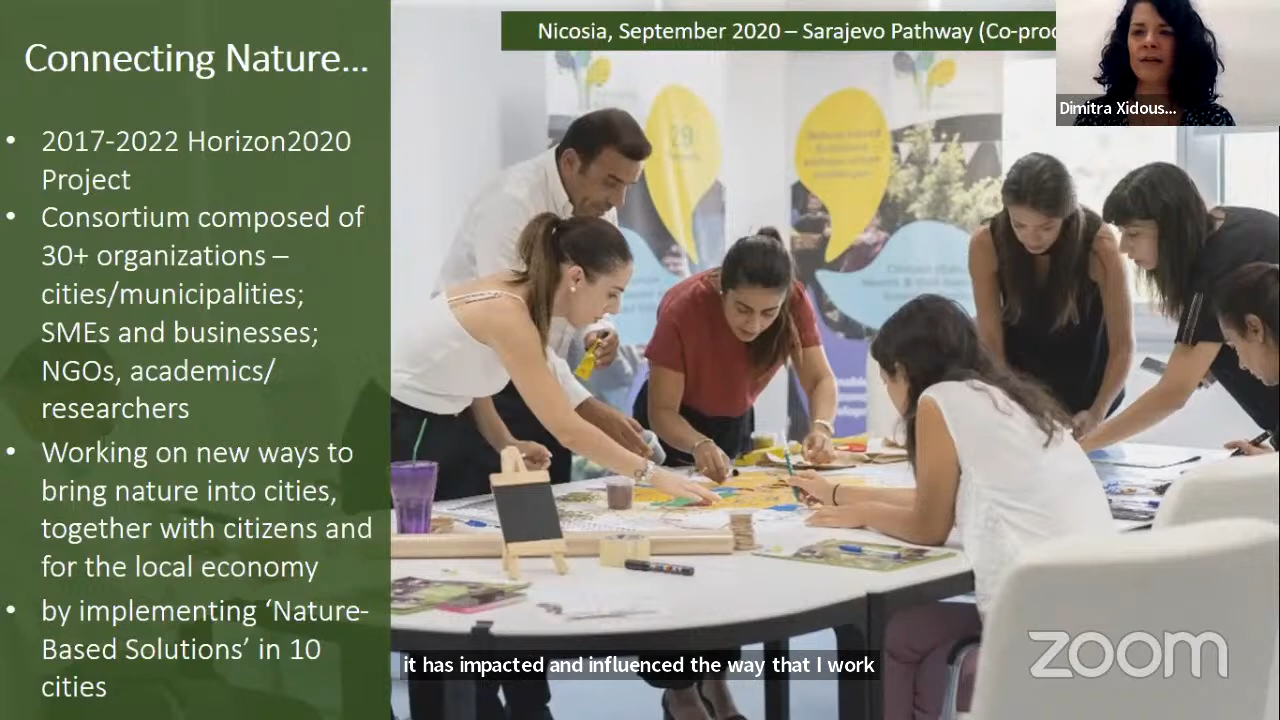 Connecting Nature...
• 2017-2022 Horizon2020
Project
• Consortium composed of
30+ organizations –
cities/municipalities;
SMEs and businesses;
NGOs, academics/
researchers
• Working on new ways to
bring nature into cities,
together with citizens and
for the local economy
• by implementing ‘Nature-
Based Solutions’ in 10
cities
Nicosia, September 2020 – Sarajevo Pathway (Co-proc
Dimitra Xidous...
it has impacted and influenced the way that I work
zoom